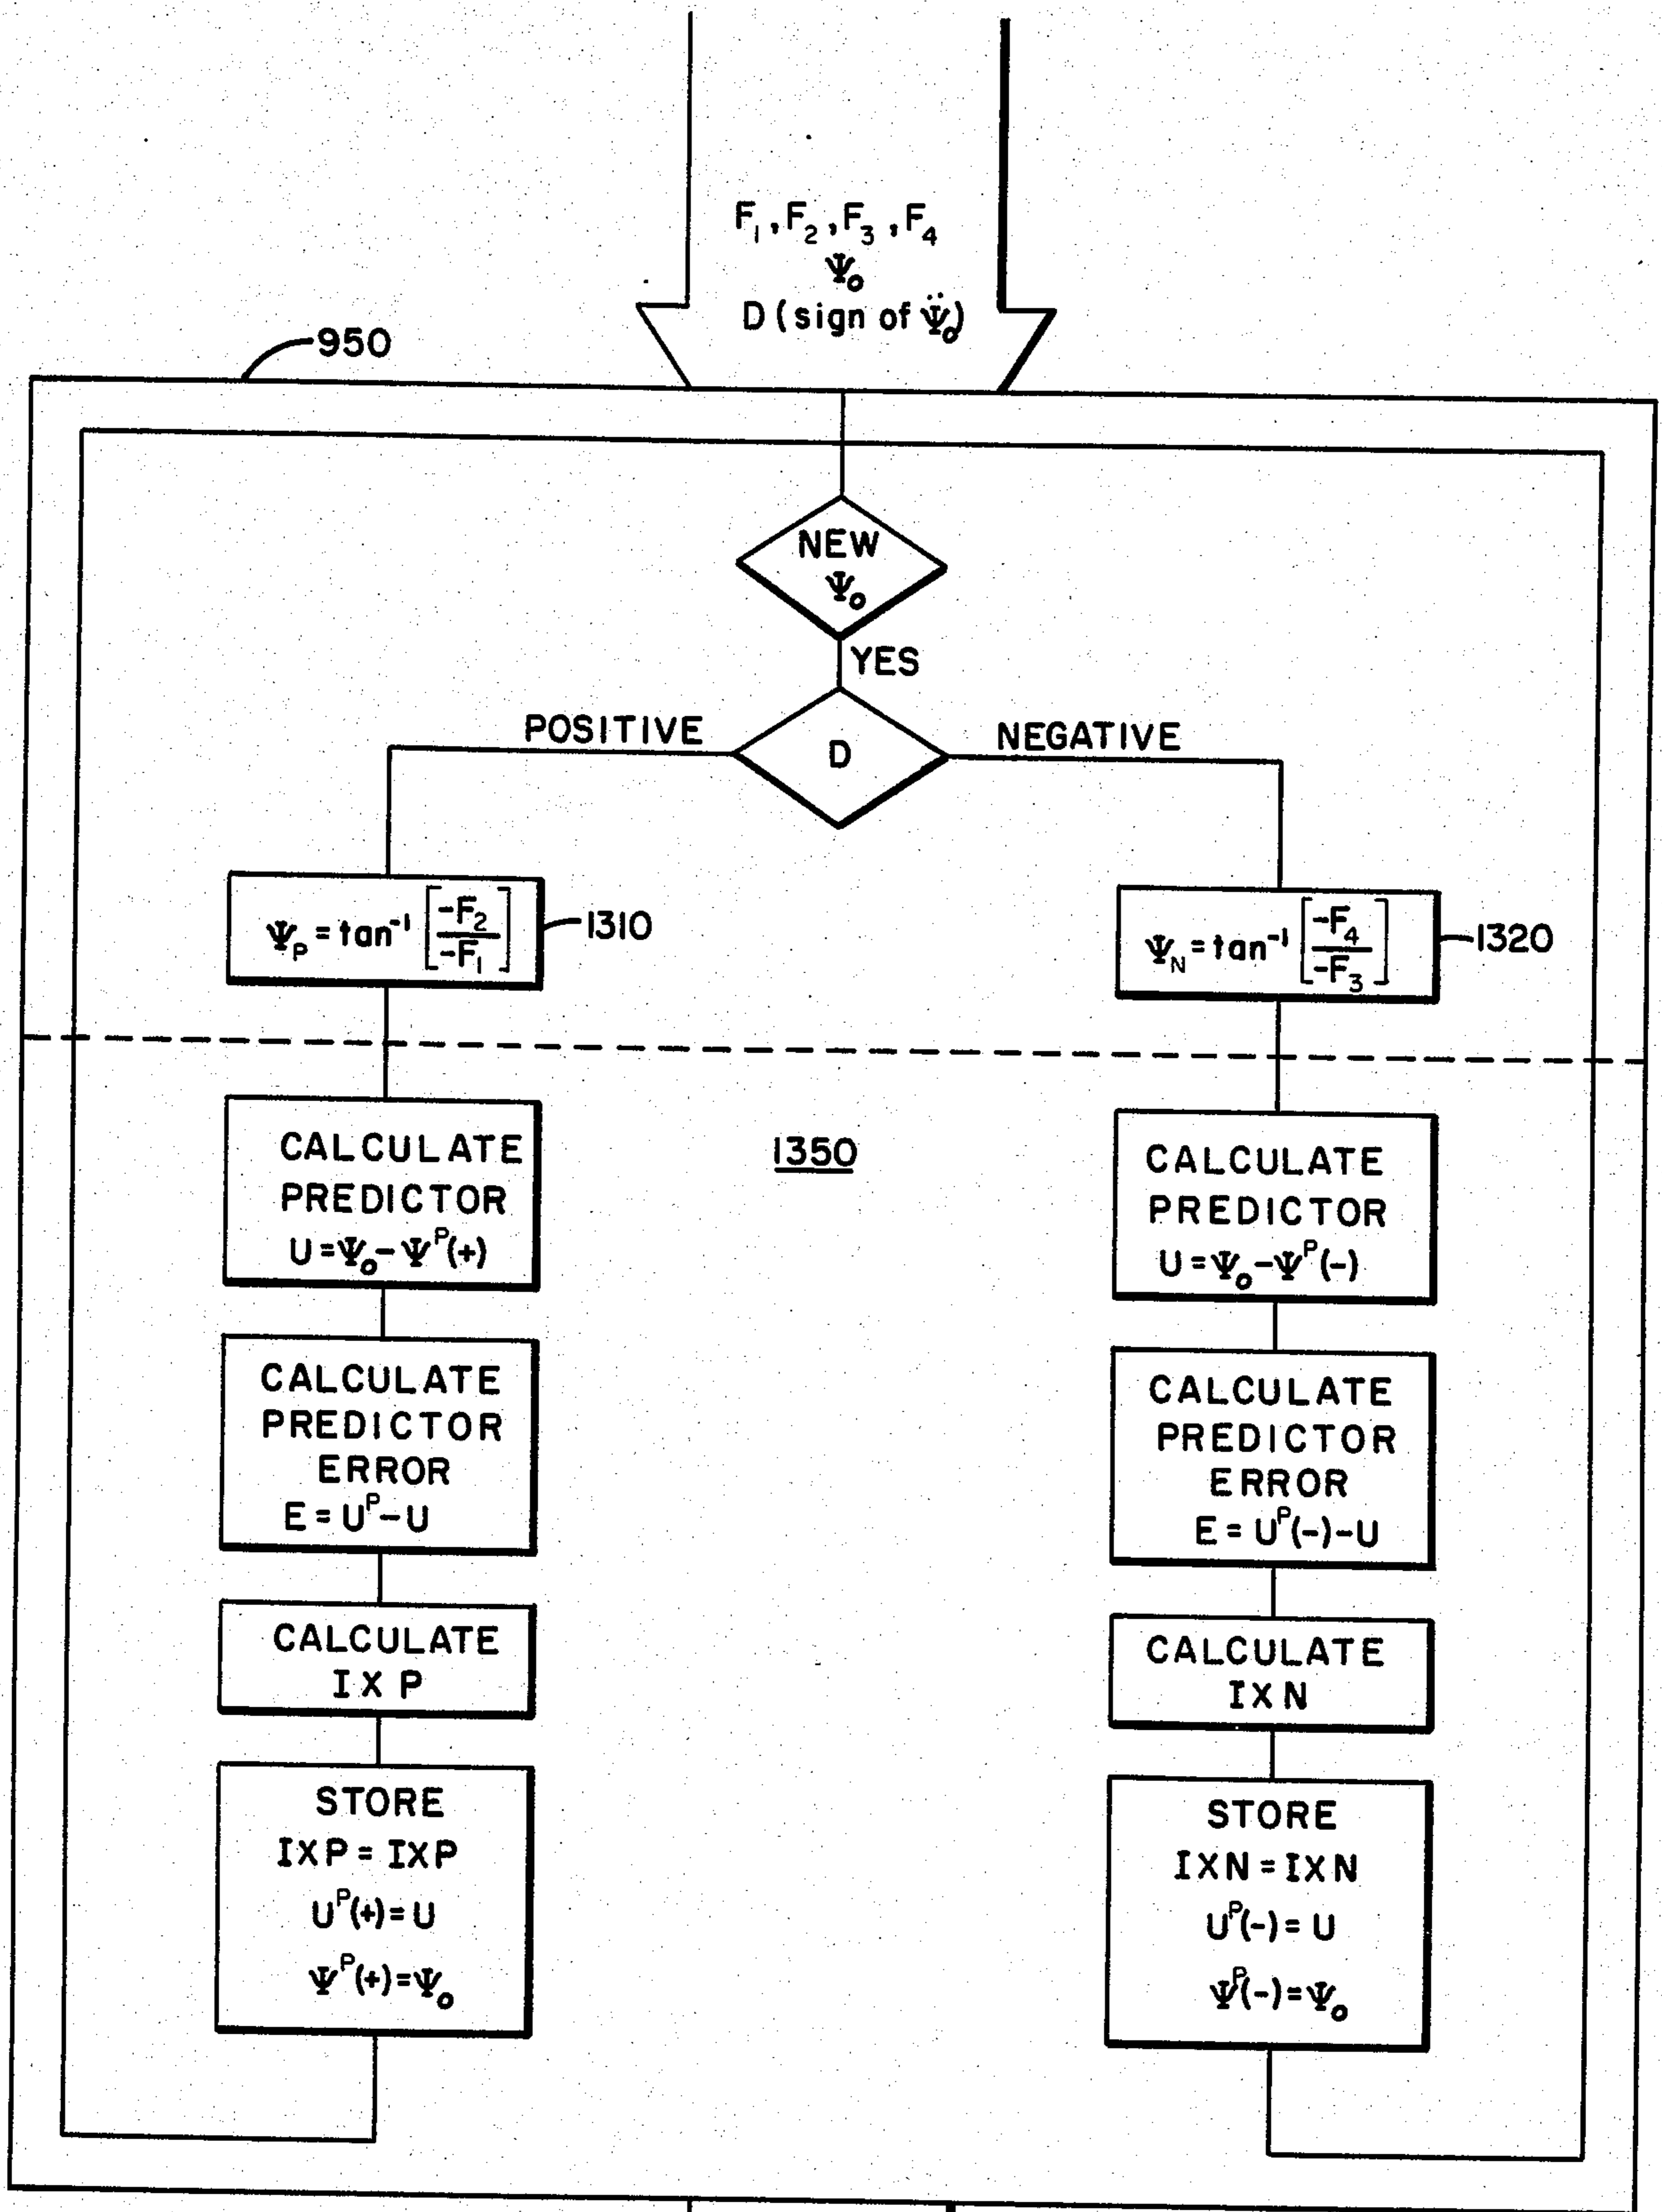 F₁, F₂, F₃, F₄
Ψₒ
D (sign of Ψ̈ₒ)
950
NEW
Ψₒ
YES
POSITIVE
D
NEGATIVE
Ψ_P = tan⁻¹ [-F₂ / -F₁]
1310
Ψ_N = tan⁻¹ [-F₄ / -F₃]
1320
CALCULATE
PREDICTOR
U = Ψₒ - Ψᴾ(+)
1350
CALCULATE
PREDICTOR
U = Ψₒ - Ψᴾ(-)
CALCULATE
PREDICTOR
ERROR
E = Uᴾ - U
CALCULATE
PREDICTOR
ERROR
E = Uᴾ(-) - U
CALCULATE
IXP
CALCULATE
IXN
STORE
IXP = IXP
Uᴾ(+) = U
Ψᴾ(+) = Ψₒ
STORE
IXN = IXN
Uᴾ(-) = U
Ψᴾ(-) = Ψₒ